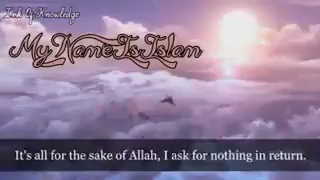 Ink Of Knowledge
My Name Is Islam
It's all for the sake of Allah, I ask for nothing in return.